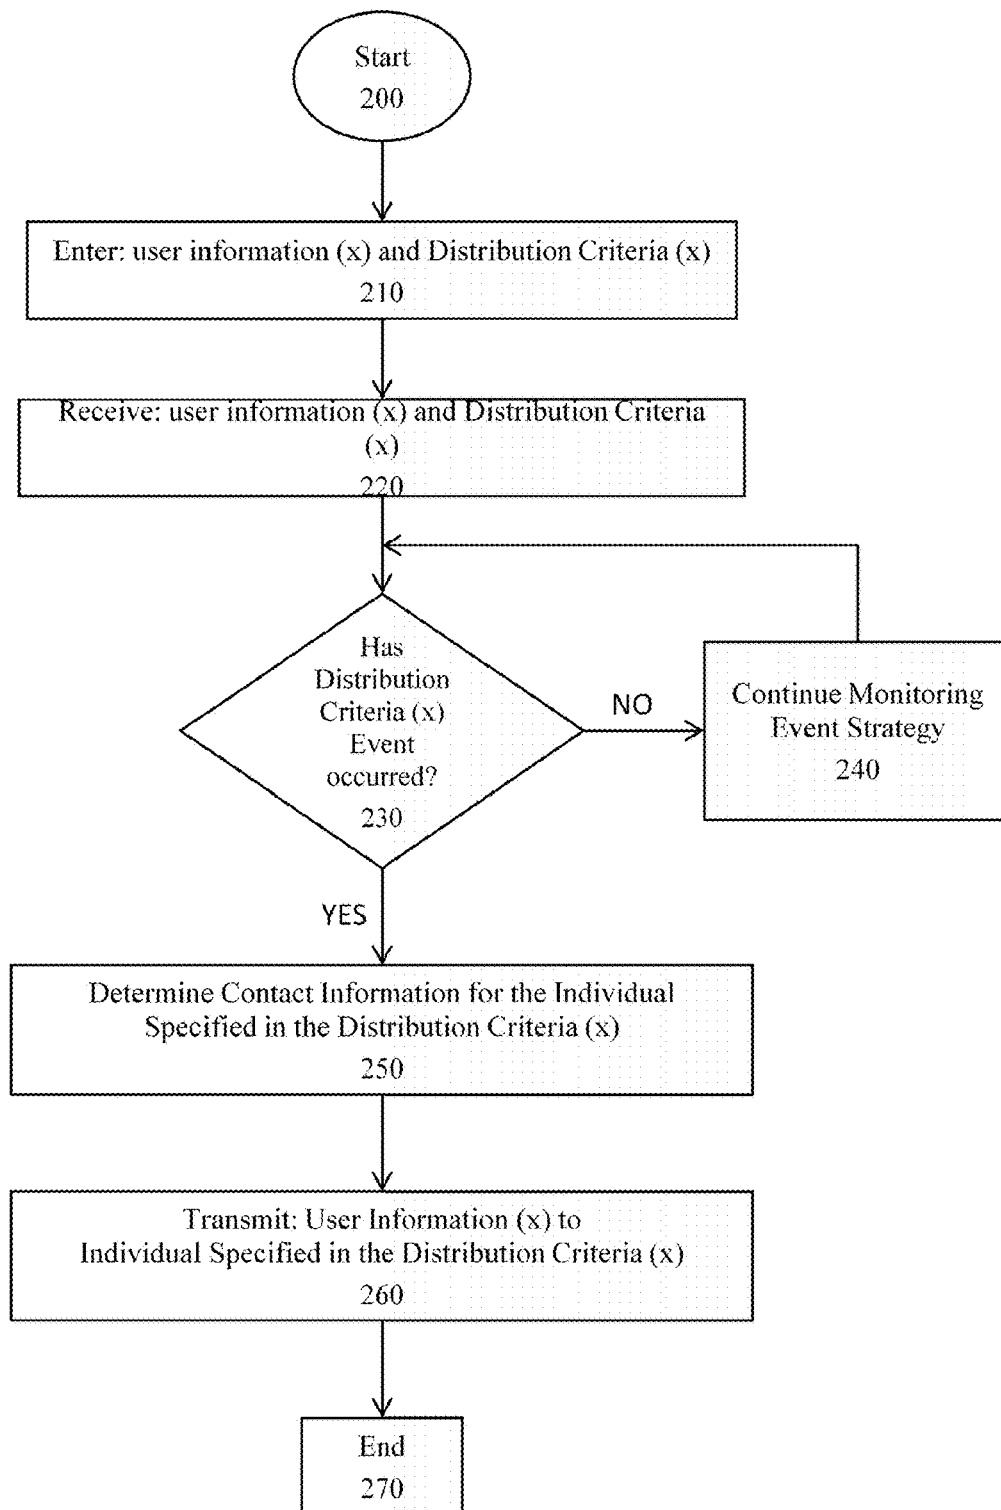 Start
200
Enter: user information (x) and Distribution Criteria (x)
210
Receive: user information (x) and Distribution Criteria
(x)
220
Has
Distribution
Criteria (x)
Event
occurred?
230
NO
Continue Monitoring
Event Strategy
240
YES
Determine Contact Information for the Individual
Specified in the Distribution Criteria (x)
250
Transmit: User Information (x) to
Individual Specified in the Distribution Criteria (x)
260
End
270